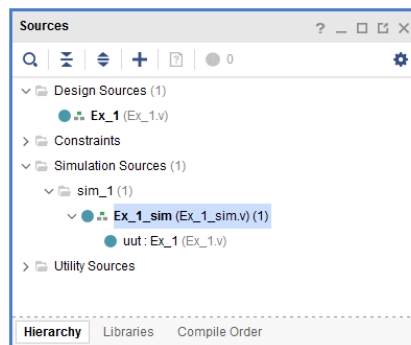 Sources
? _
0
Design Sources (1)
Ex_1 (Ex_1.v)
Constraints
Simulation Sources (1)
sim_1 (1)
Ex_1_sim (Ex_1_sim.v) (1)
uut : Ex_1 (Ex_1.v)
Utility Sources
Hierarchy Libraries Compile Order